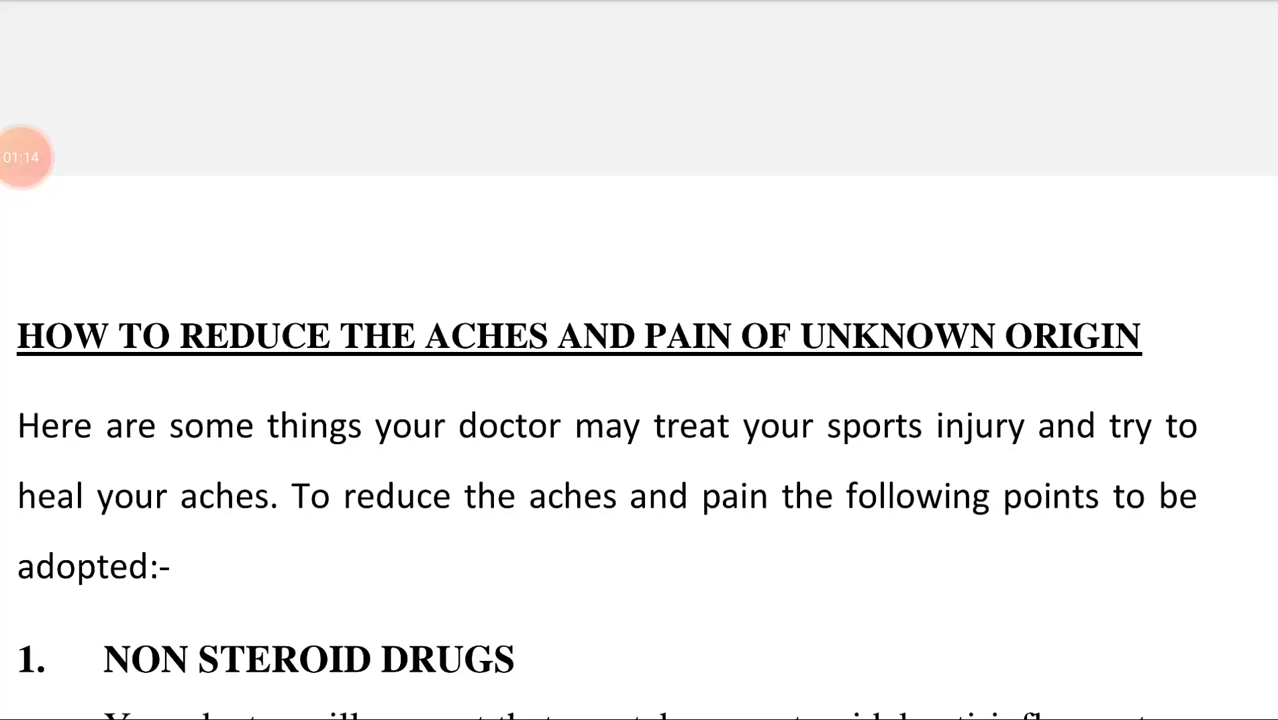 01:14
HOW TO REDUCE THE ACHES AND PAIN OF UNKNOWN ORIGIN
Here are some things your doctor may treat your sports injury and try to
heal your aches. To reduce the aches and pain the following points to be
adopted:-
1. NON STEROID DRUGS